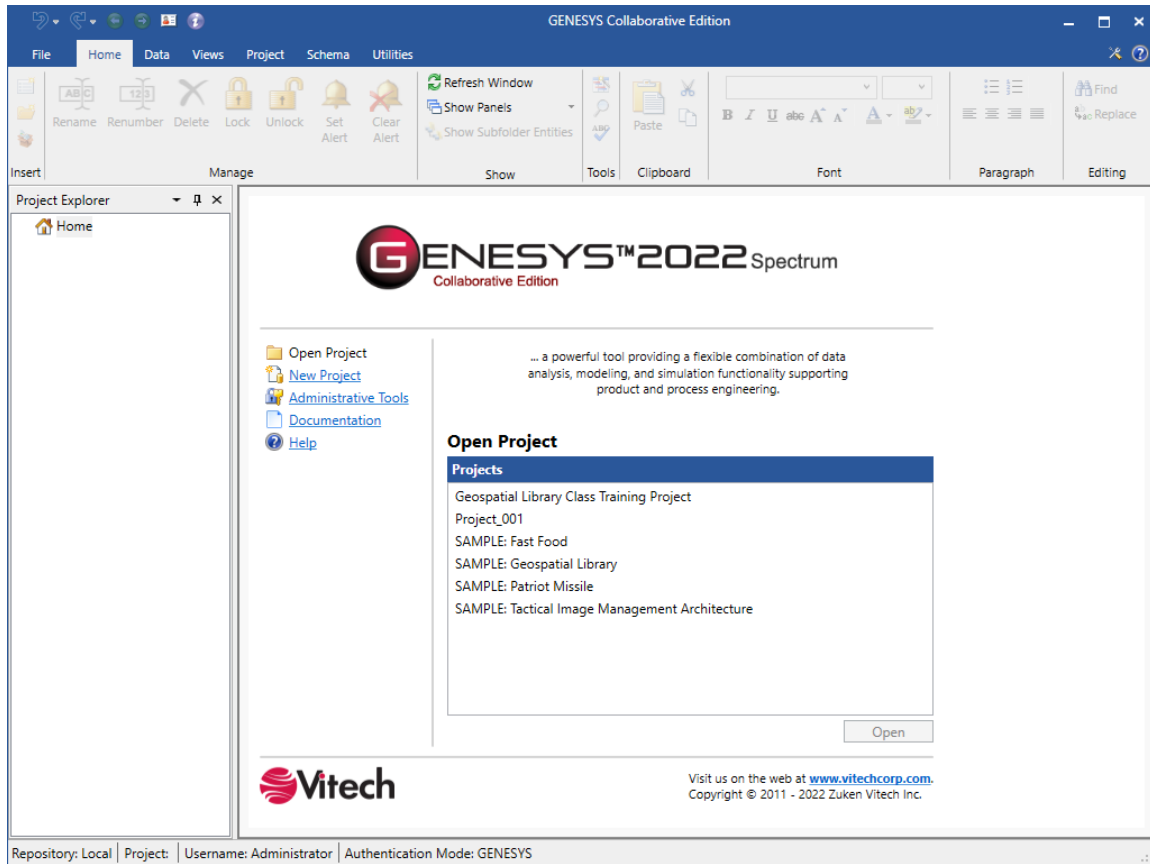 GENESYS Collaborative Edition
File Home Data Views Project Schema Utilities
Rename Renumber Delete Lock Unlock Set Alert Clear Alert
Refresh Window
Show Panels
Show Subfolder Entities
Paste
B I U abc A A A ab
Find
Replace
Insert Manage Show Tools Clipboard Font Paragraph Editing
Project Explorer
Home
GENESYS™2022 Spectrum
Collaborative Edition
Open Project
New Project
Administrative Tools
Documentation
Help
... a powerful tool providing a flexible combination of data
analysis, modeling, and simulation functionality supporting
product and process engineering.
Open Project
Projects
Geospatial Library Class Training Project
Project_001
SAMPLE: Fast Food
SAMPLE: Geospatial Library
SAMPLE: Patriot Missile
SAMPLE: Tactical Image Management Architecture
Open
Vitech
Visit us on the web at www.vitechcorp.com.
Copyright © 2011 - 2022 Zuken Vitech Inc.
Repository: Local Project: Username: Administrator Authentication Mode: GENESYS